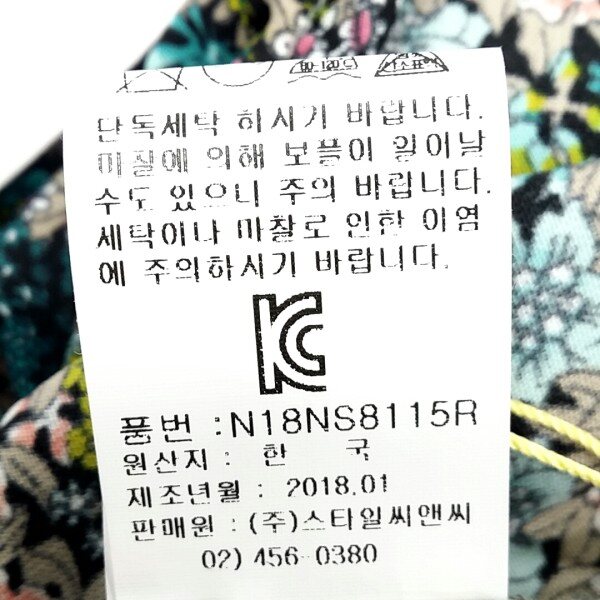 80~120℃
단독세탁 하시기 바랍니다.
마찰에 의해 보플이 일어날
수도 있으니 주의 바랍니다.
세탁이나 마찰로 인한 이염
에 주의하시기 바랍니다.
KC
품번 :N18NS8115R
원산지 : 한 국
제조년월 : 2018.01
판매원 : (주)스타일씨앤씨
02) 456-0380